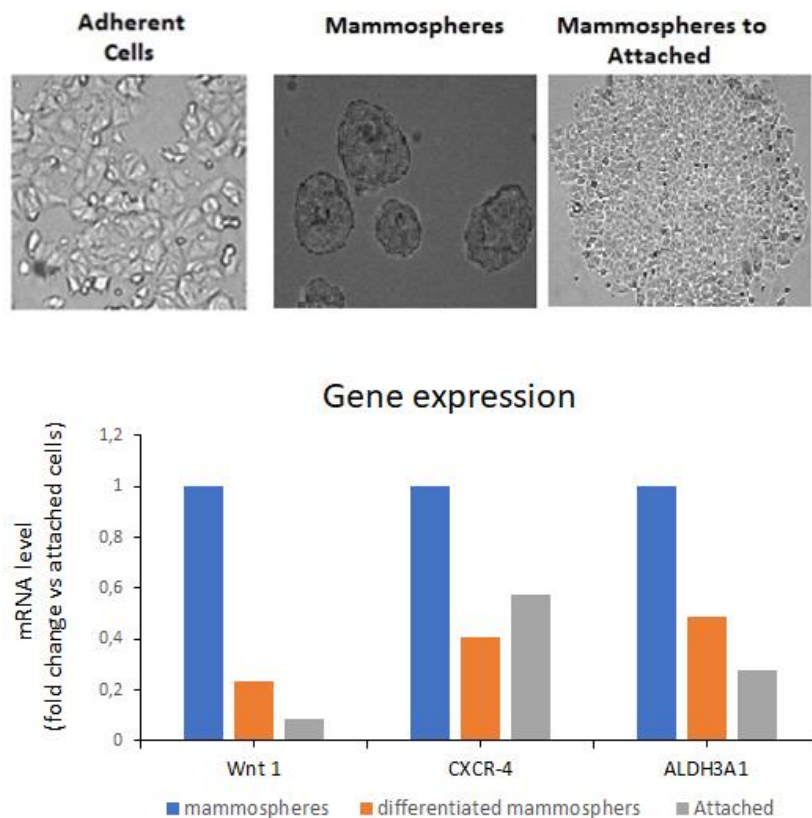 Adherent
Cells
Mammospheres
Mammospheres to
Attached
Gene expression
mRNA level
(fold change vs attached cells)
1,2
1
0,8
0,6
0,4
0,2
0
Wnt 1
CXCR-4
ALDH3A1
mammospheres
differentiated mammosphers
Attached